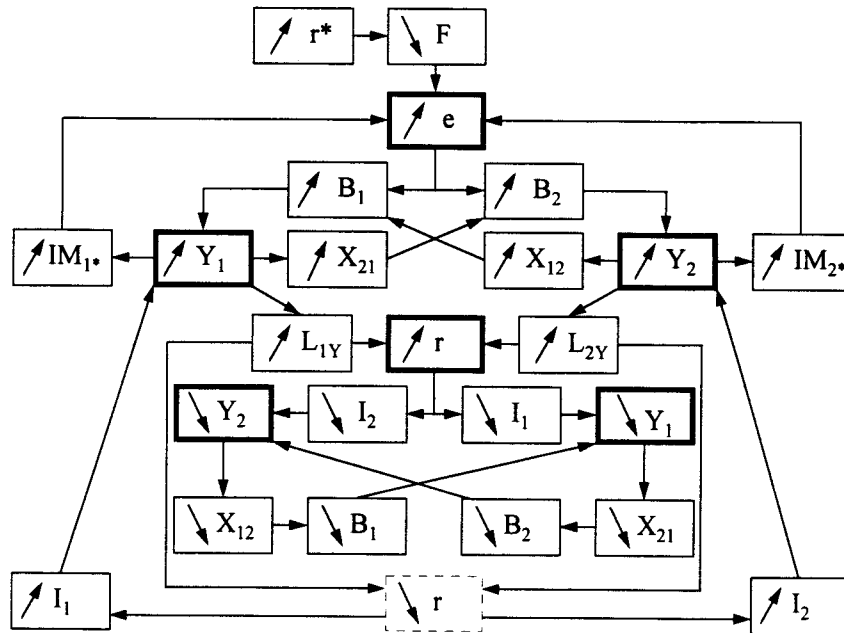 r* F
e
B₁ B₂
IM₁* Y₁ X₂₁ X₁₂ Y₂ IM₂*
L₁Y r L₂Y
Y₂ I₂ I₁ Y₁
X₁₂ B₁ B₂ X₂₁
I₁ r I₂